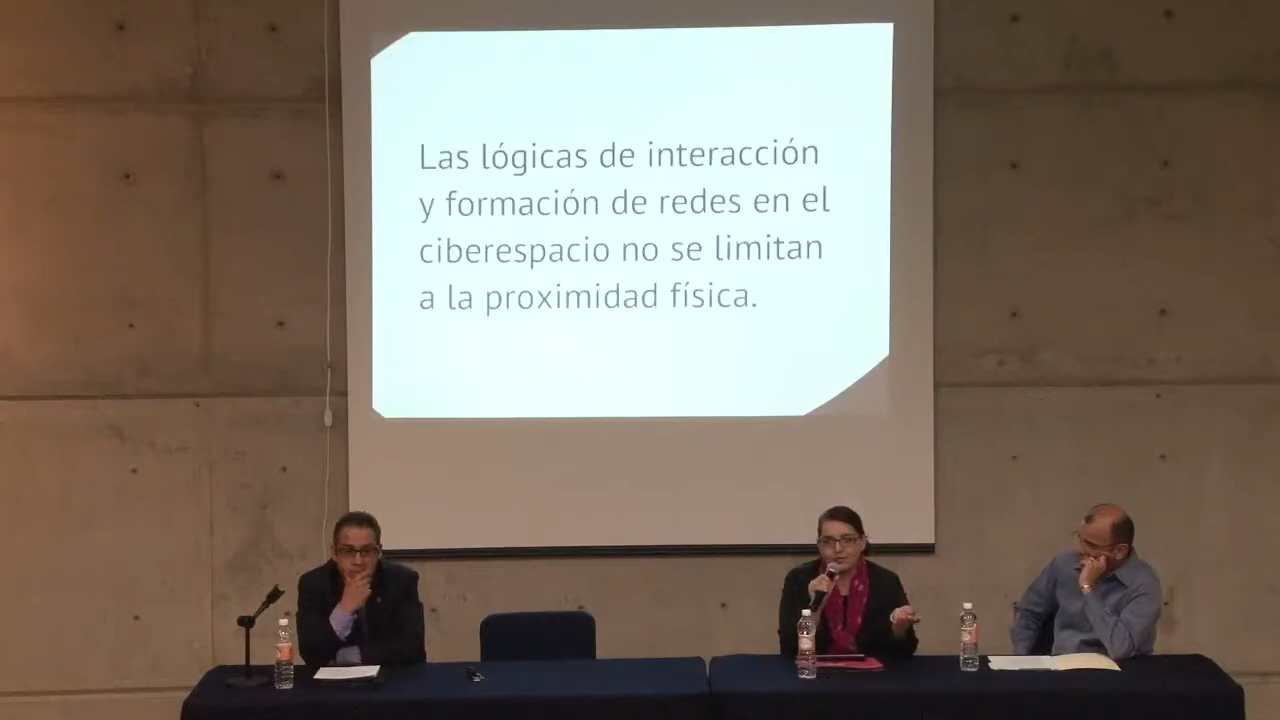 Las lógicas de interacción
y formación de redes en el
ciberespacio no se limitan
a la proximidad física.